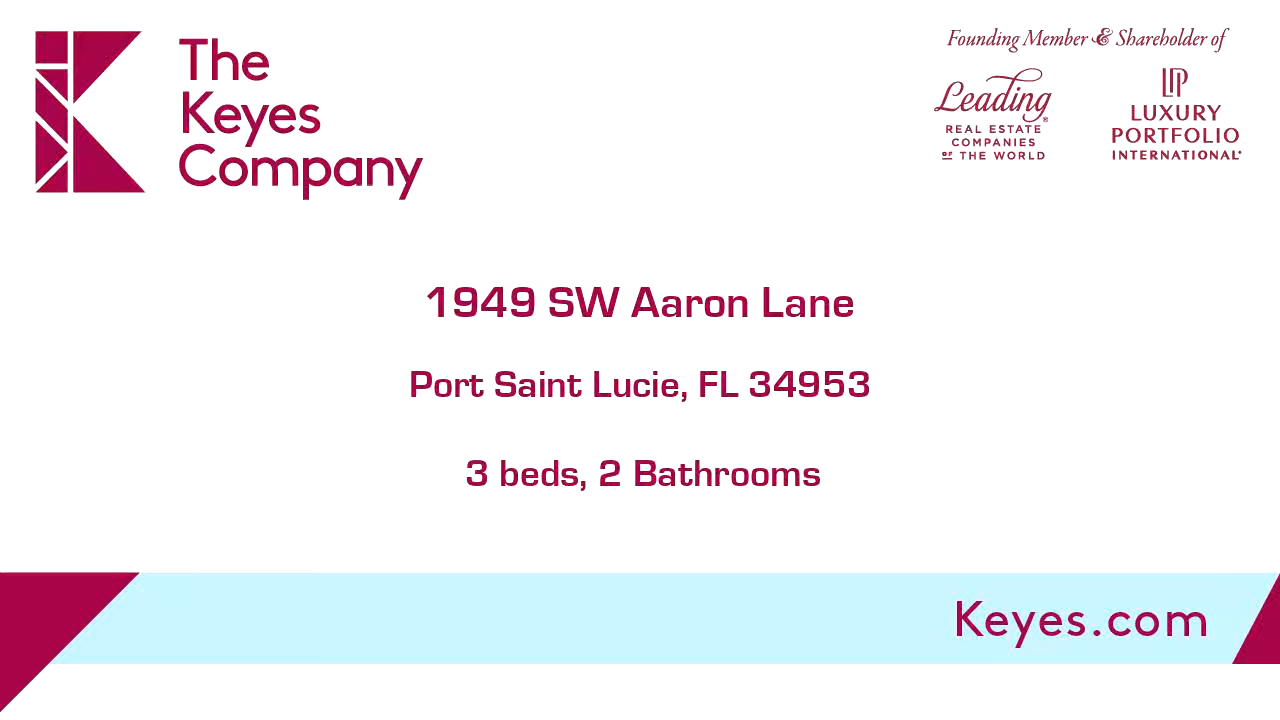 The
Keyes
Company
Founding Member & Shareholder of
Leading
REAL ESTATE
COMPANIES
OF THE WORLD
LUXURY
PORTFOLIO
INTERNATIONAL
1949 SW Aaron Lane
Port Saint Lucie, FL 34953
3 beds, 2 Bathrooms
Keyes.com